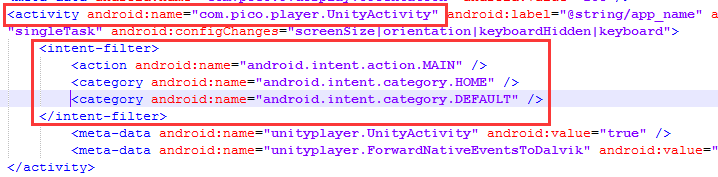 <activity android:name="com.pico.player.UnityActivity" android:label="@string/app_name" a
"singleTask" android:configChanges="screenSize|orientation|keyboardHidden|keyboard">
<intent-filter>
<action android:name="android.intent.action.MAIN" />
<category android:name="android.intent.category.HOME" />
<category android:name="android.intent.category.DEFAULT" />
</intent-filter>
<meta-data android:name="unityplayer.UnityActivity" android:value="true" />
<meta-data android:name="unityplayer.ForwardNativeEventsToDalvik" android:value="
</activity>